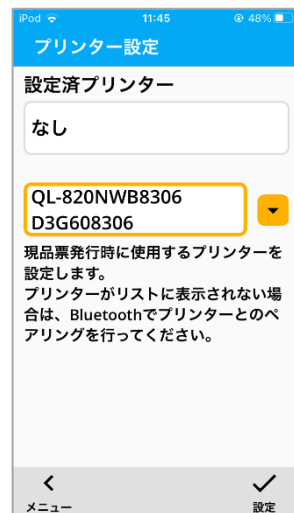 iPod 11:45 48%
プリンター設定
設定済プリンター
なし
QL-820NWB8306
D3G608306
現品票発行時に使用するプリンターを
設定します。
プリンターがリストに表示されない場
合は、Bluetoothでプリンターとのペ
アリングを行ってください。
メニュー 設定